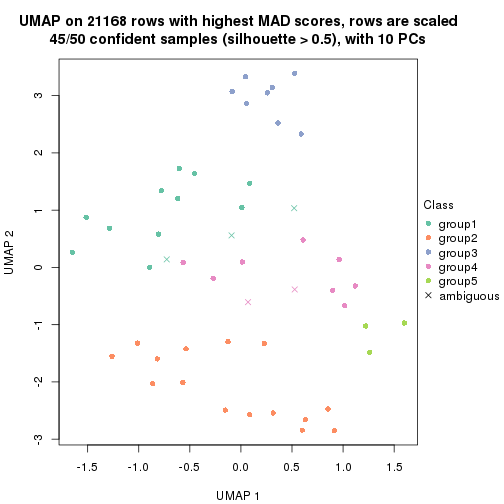 UMAP on 21168 rows with highest MAD scores, rows are scaled
45/50 confident samples (silhouette > 0.5), with 10 PCs
UMAP 2
3
2
1
0
-1
-2
-3
-1.5 -1.0 -0.5 0.0 0.5 1.0 1.5
UMAP 1
Class
group1
group2
group3
group4
group5
ambiguous